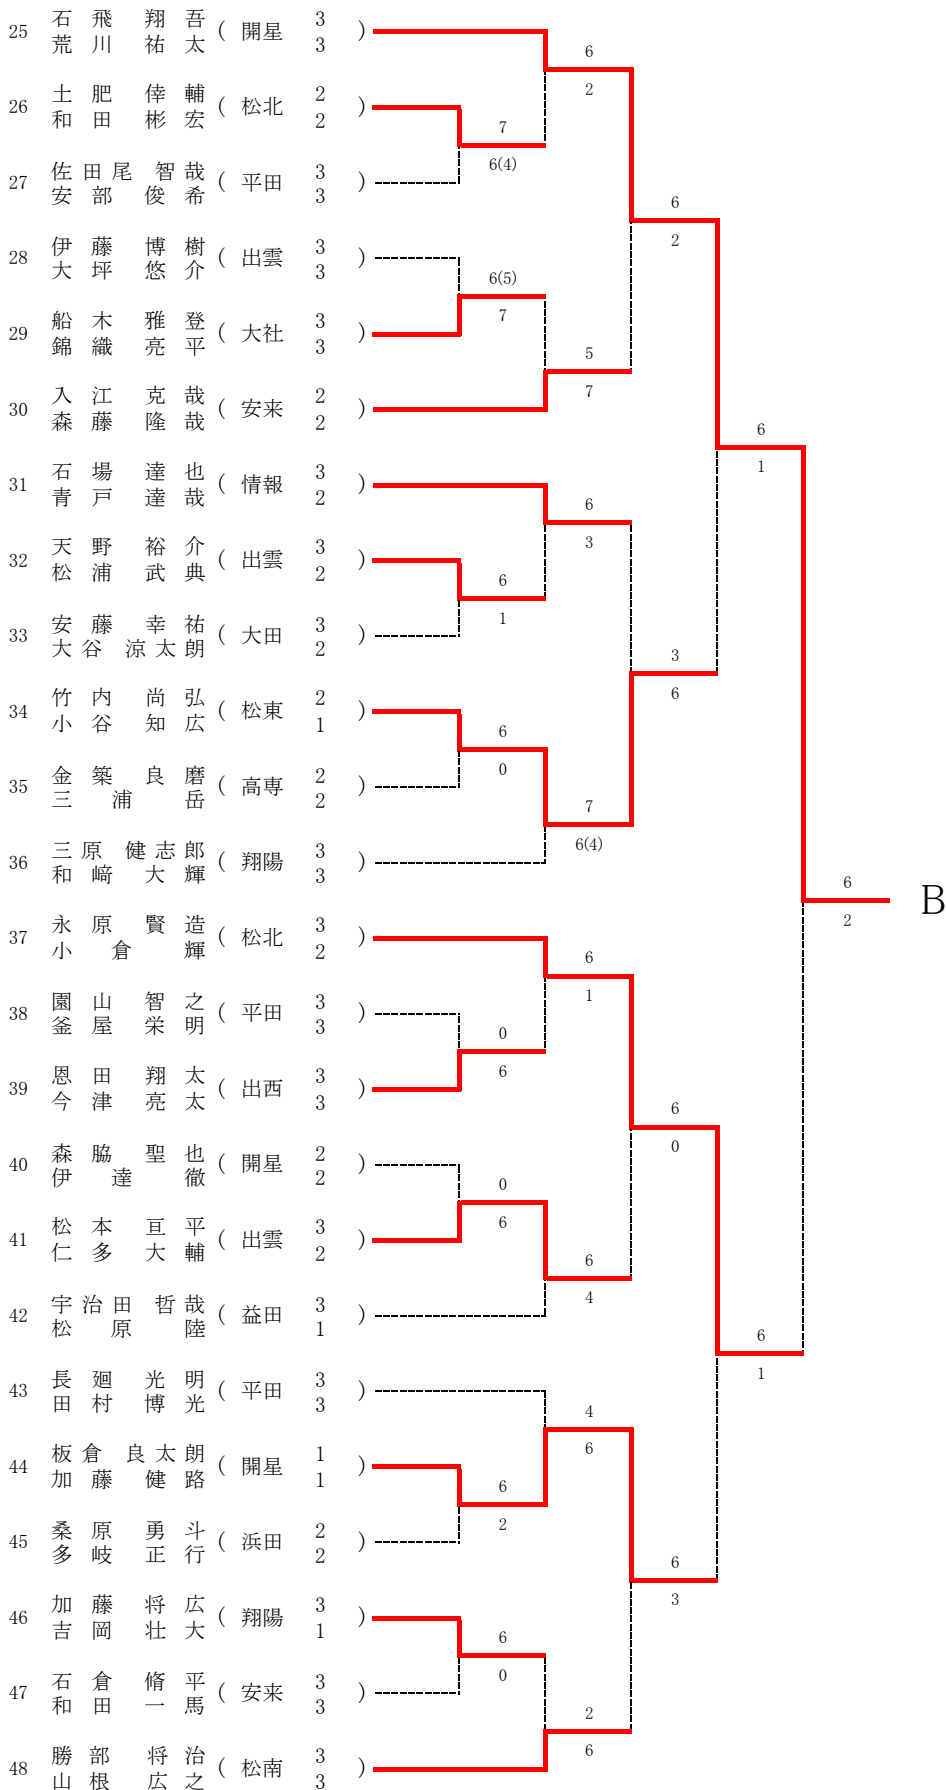 25 石飛翔吾 ( 開星 3 )
荒川祐太 3
6
2
26 土肥倖輔 ( 松北 2 )
和田彬宏 2
7
6(4)
27 佐田尾智哉 ( 平田 3 )
安部俊希 3
6
2
28 伊藤博樹 ( 出雲 3 )
大坪悠介 3
6(5)
7
29 船木雅登 ( 大社 3 )
錦織亮平 3
5
7
30 入江克哉 ( 安来 2 )
森藤隆哉 2
6
1
31 石場達也 ( 情報 3 )
青戸達哉 2
6
3
32 天野裕介 ( 出雲 3 )
松浦武典 2
6
1
33 安藤幸祐 ( 大田 3 )
大谷涼太朗 2
3
6
34 竹内尚弘 ( 松東 2 )
小谷知広 1
6
0
35 金築良磨 ( 高専 2 )
三浦岳 2
7
6(4)
36 三原健志郎 ( 翔陽 3 )
和﨑大輝 3
6
2
B
37 永原賢造 ( 松北 3 )
小倉輝 2
6
1
38 園山智之 ( 平田 3 )
釜屋栄明 3
0
6
39 恩田翔太 ( 出西 3 )
今津亮太 3
6
0
40 森脇聖也 ( 開星 2 )
伊達徹 2
0
6
41 松本亘平 ( 出雲 3 )
仁多大輔 2
6
4
42 宇治田哲哉 ( 益田 3 )
松原陸 1
6
1
43 長廻光明 ( 平田 3 )
田村博光 3
4
6
44 板倉良太朗 ( 開星 1 )
加藤健路 1
6
2
45 桑原勇斗 ( 浜田 2 )
多岐正行 2
6
3
46 加藤将広 ( 翔陽 3 )
吉岡壮大 1
6
0
47 石倉脩平 ( 安来 3 )
和田一馬 3
2
6
48 勝部将治 ( 松南 3 )
山根広之 3